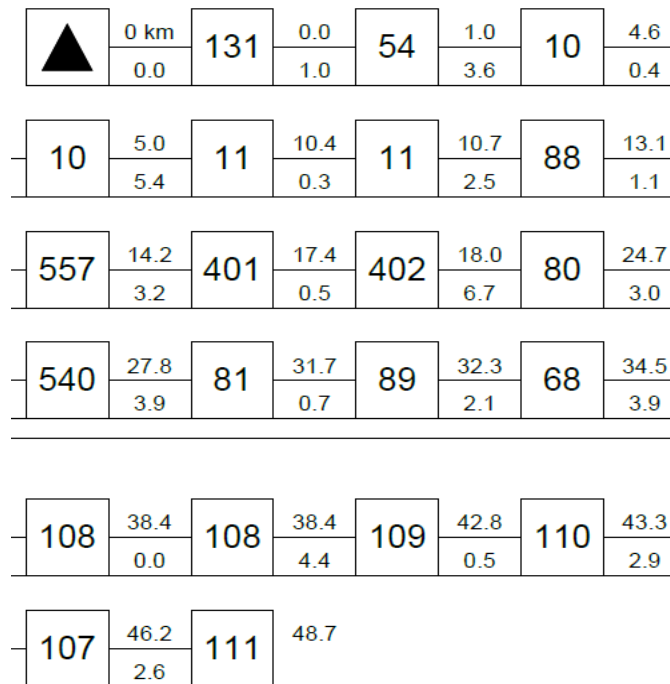 0 km 0.0 1.0 4.6
131 54 10
0.0 1.0 3.6 0.4
5.0 10.4 10.7 13.1
10 11 11 88
5.4 0.3 2.5 1.1
14.2 17.4 18.0 24.7
557 401 402 80
3.2 0.5 6.7 3.0
27.8 31.7 32.3 34.5
540 81 89 68
3.9 0.7 2.1 3.9
38.4 38.4 42.8 43.3
108 108 109 110
0.0 4.4 0.5 2.9
46.2 48.7
107 111
2.6